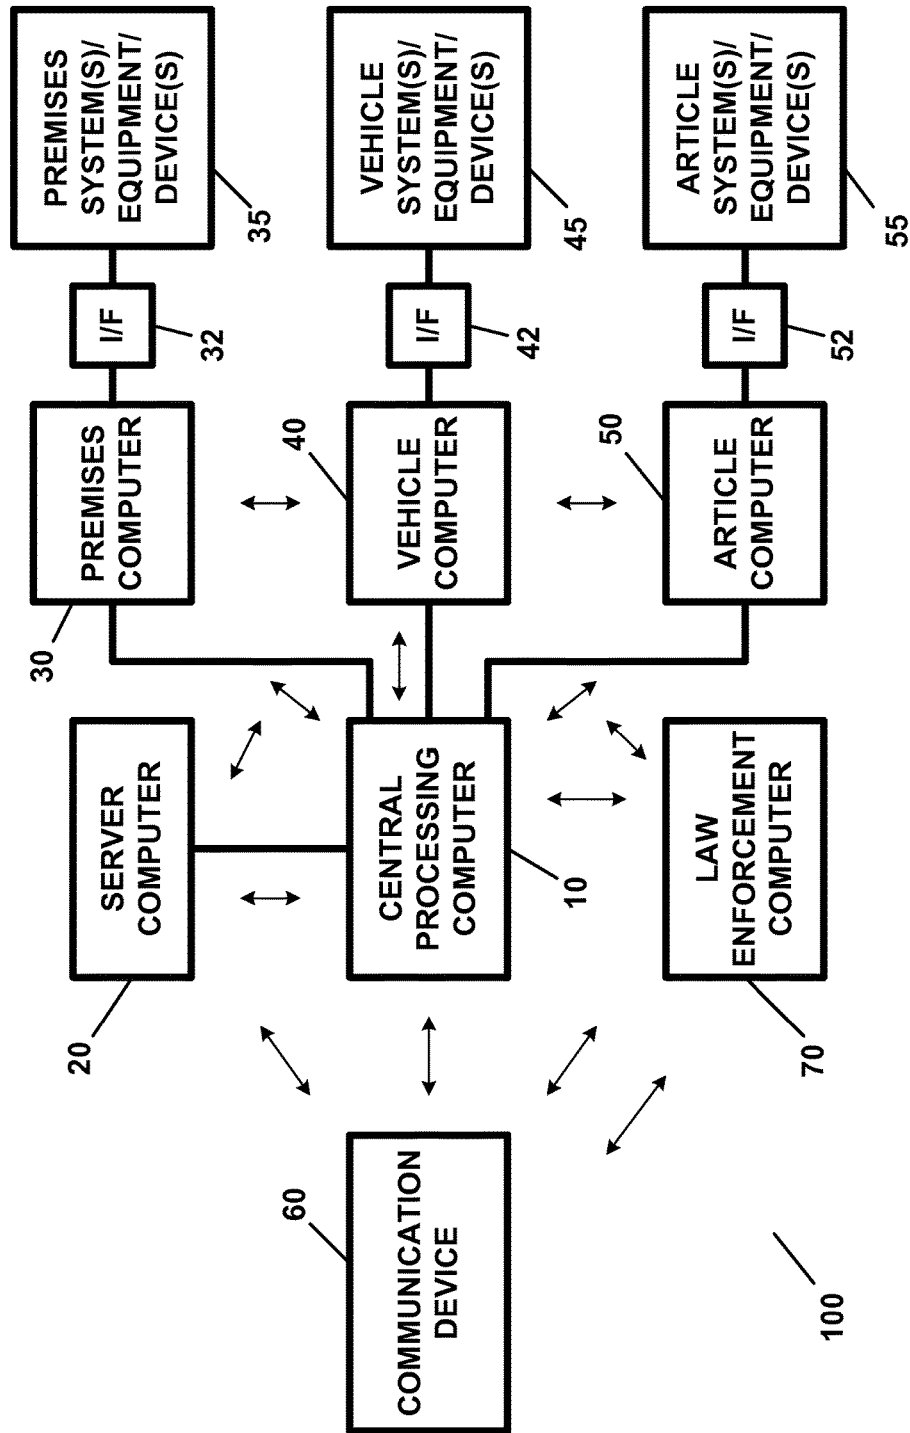 COMMUNICATION
DEVICE
60
SERVER
COMPUTER
20
CENTRAL
PROCESSING
COMPUTER
10
LAW
ENFORCEMENT
COMPUTER
70
PREMISES
COMPUTER
30
VEHICLE
COMPUTER
40
ARTICLE
COMPUTER
50
I/F
32
I/F
42
I/F
52
PREMISES
SYSTEM(S)/
EQUIPMENT/
DEVICE(S)
35
VEHICLE
SYSTEM(S)/
EQUIPMENT/
DEVICE(S)
45
ARTICLE
SYSTEM(S)/
EQUIPMENT/
DEVICE(S)
55
100